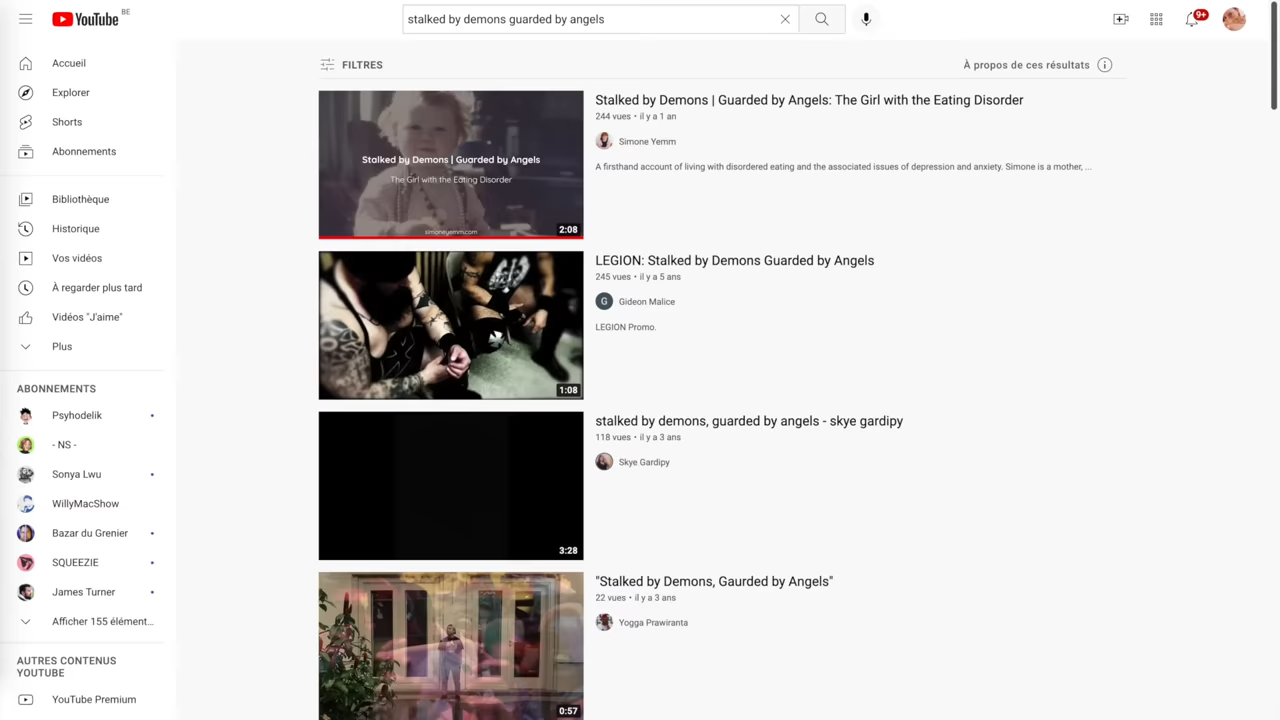 YouTube BE
stalked by demons guarded by angels
9+
Accueil
Explorer
Shorts
Abonnements
Bibliothèque
Historique
Vos vidéos
À regarder plus tard
Vidéos "J'aime"
Plus
ABONNEMENTS
Psyhodelik
- NS -
Sonya Lwu
WillyMacShow
Bazar du Grenier
SQUEEZIE
James Turner
Afficher 155 élément...
AUTRES CONTENUS
YOUTUBE
YouTube Premium
FILTRES
À propos de ces résultats
Stalked by Demons | Guarded by Angels
The Girl with the Eating Disorder
simoneyemm.com
2:08
Stalked by Demons | Guarded by Angels: The Girl with the Eating Disorder
244 vues • il y a 1 an
Simone Yemm
A firsthand account of living with disordered eating and the associated issues of depression and anxiety. Simone is a mother, ...
1:08
LEGION: Stalked by Demons Guarded by Angels
245 vues • il y a 5 ans
G
Gideon Malice
LEGION Promo.
3:28
stalked by demons, guarded by angels - skye gardipy
118 vues • il y a 3 ans
Skye Gardipy
0:57
"Stalked by Demons, Gaurded by Angels"
22 vues • il y a 3 ans
Yogga Prawiranta